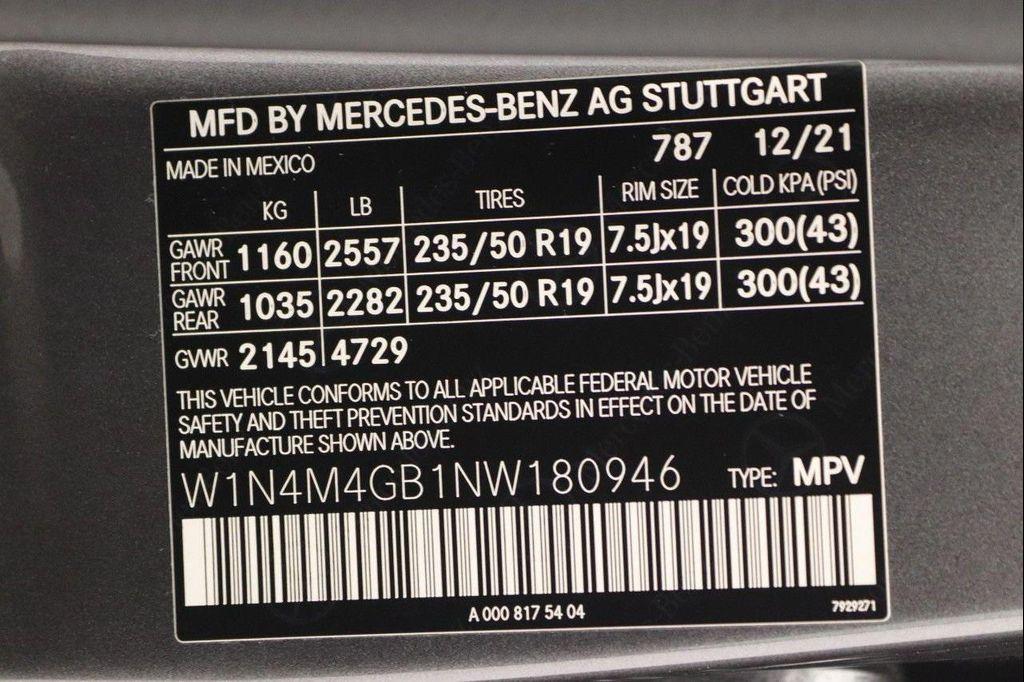 MFD BY MERCEDES-BENZ AG STUTTGART
MADE IN MEXICO 787 12/21
KG LB TIRES RIM SIZE COLD KPA (PSI)
GAWR FRONT 1160 2557 235/50 R19 7.5Jx19 300(43)
GAWR REAR 1035 2282 235/50 R19 7.5Jx19 300(43)
GVWR 2145 4729
THIS VEHICLE CONFORMS TO ALL APPLICABLE FEDERAL MOTOR VEHICLE
SAFETY AND THEFT PREVENTION STANDARDS IN EFFECT ON THE DATE OF
MANUFACTURE SHOWN ABOVE.
W1N4M4GB1NW180946 TYPE: MPV
A 000 817 54 04 7929271